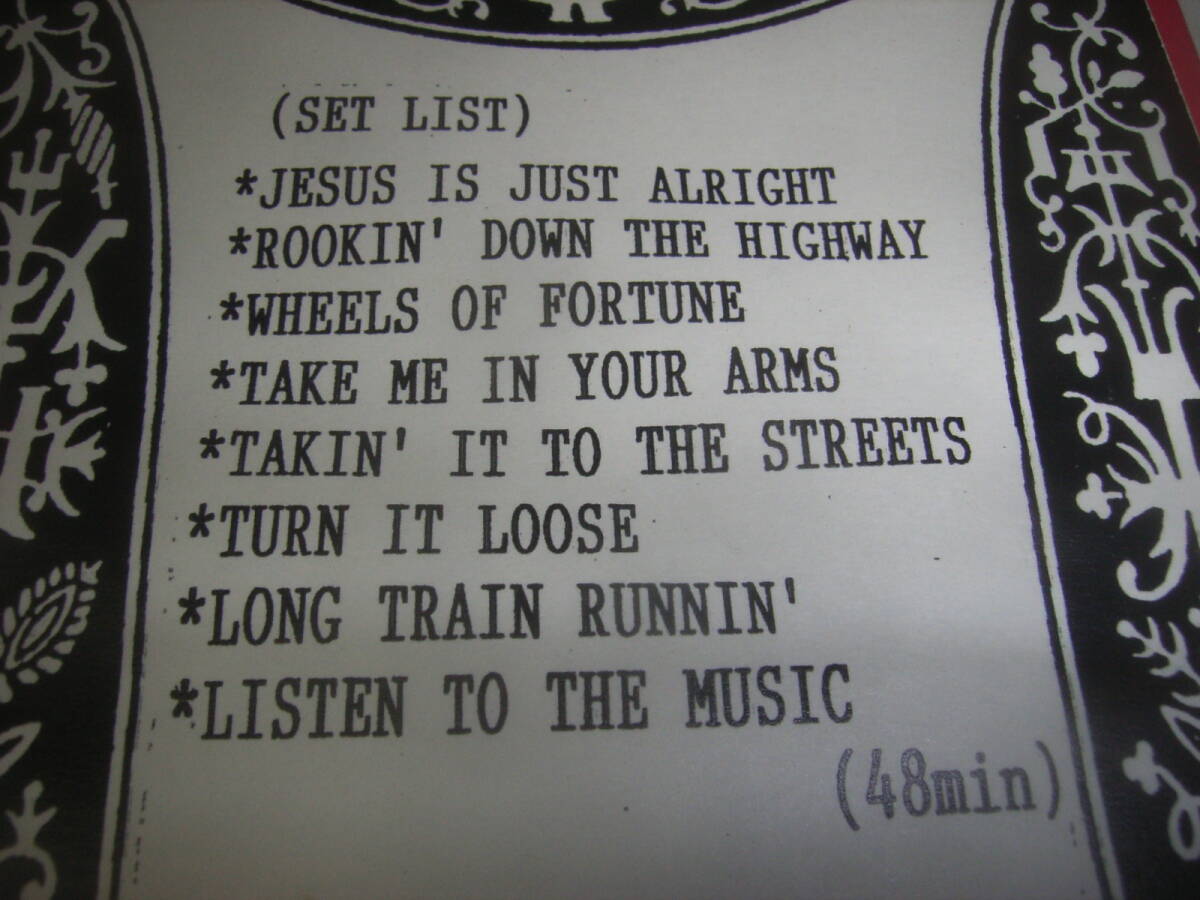 (SET LIST)
*JESUS IS JUST ALRIGHT
*ROOKIN' DOWN THE HIGHWAY
*WHEELS OF FORTUNE
*TAKE ME IN YOUR ARMS
*TAKIN' IT TO THE STREETS
*TURN IT LOOSE
*LONG TRAIN RUNNIN'
*LISTEN TO THE MUSIC
(48min)